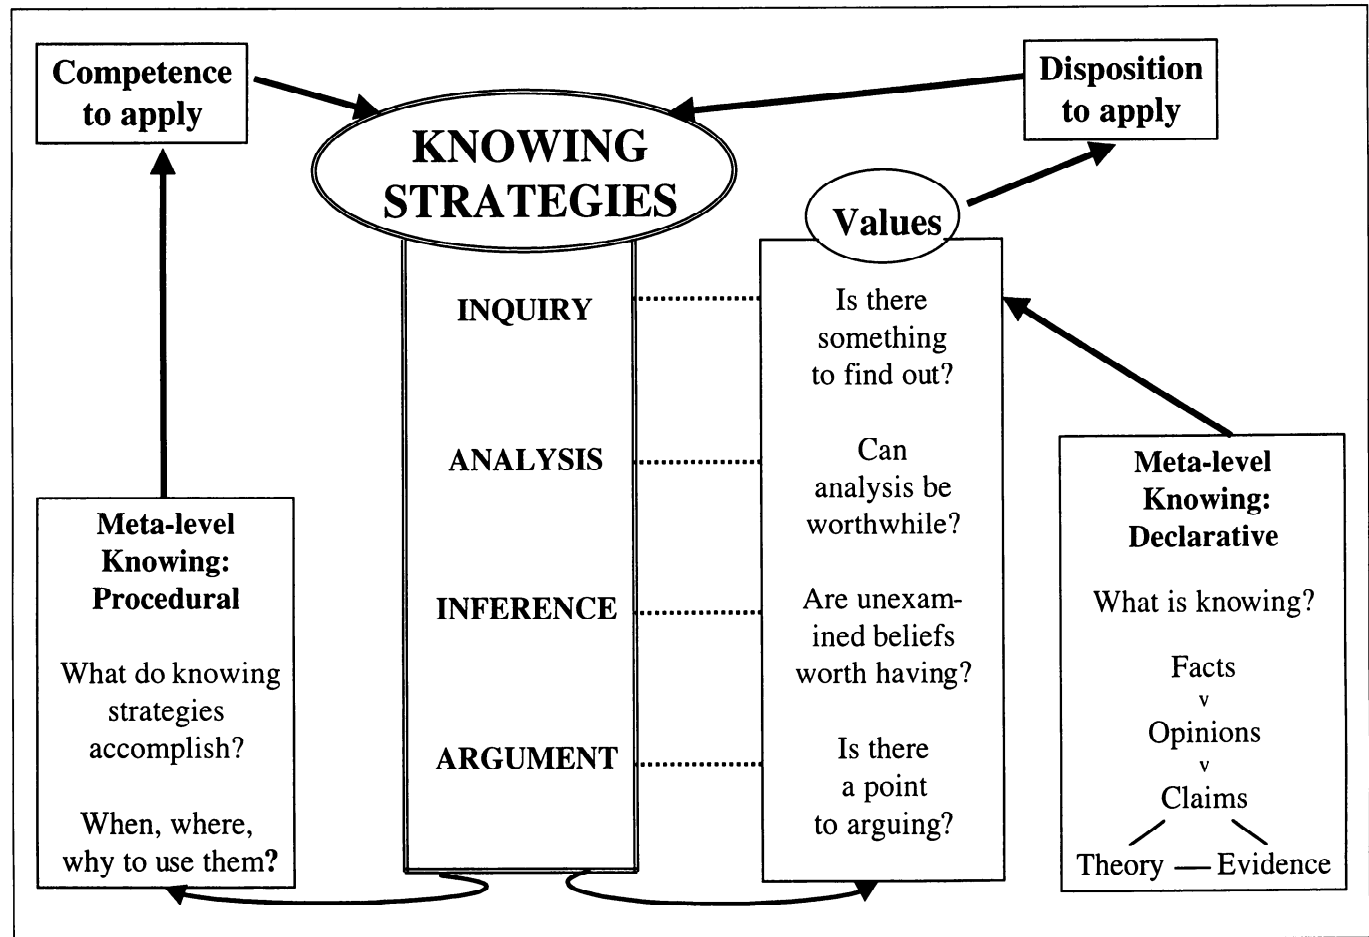 Competence
to apply
Disposition
to apply
KNOWING
STRATEGIES
Values
INQUIRY
ANALYSIS
INFERENCE
ARGUMENT
Is there
something
to find out?
Can
analysis be
worthwhile?
Are unexam-
ined beliefs
worth having?
Is there
a point
to arguing?
Meta-level
Knowing:
Procedural
What do knowing
strategies
accomplish?
When, where,
why to use them?
Meta-level
Knowing:
Declarative
What is knowing?
Facts
v
Opinions
v
Claims
Theory — Evidence